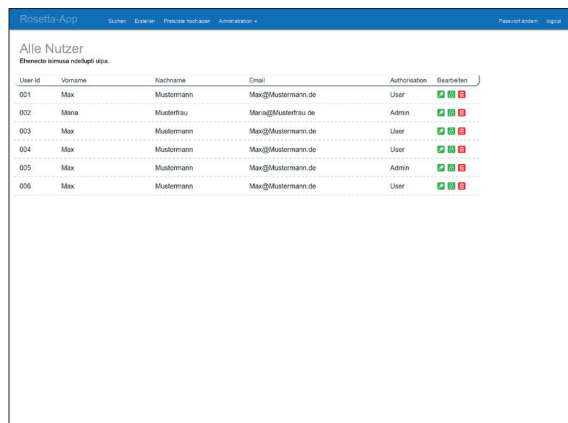 Rosetta-App Suchen Erstellen Preisliste hochladen Administration Passwort ändern logout
Alle Nutzer
Ehenecto isimusa ndellupti ulpa.
User-Id Vorname Nachname Email Authorisation Bearbeiten
001 Max Mustermann Max@Mustermann.de User
002 Maria Musterfrau Maria@Musterfrau.de Admin
003 Max Mustermann Max@Mustermann.de User
004 Max Mustermann Max@Mustermann.de User
005 Max Mustermann Max@Mustermann.de Admin
006 Max Mustermann Max@Mustermann.de User